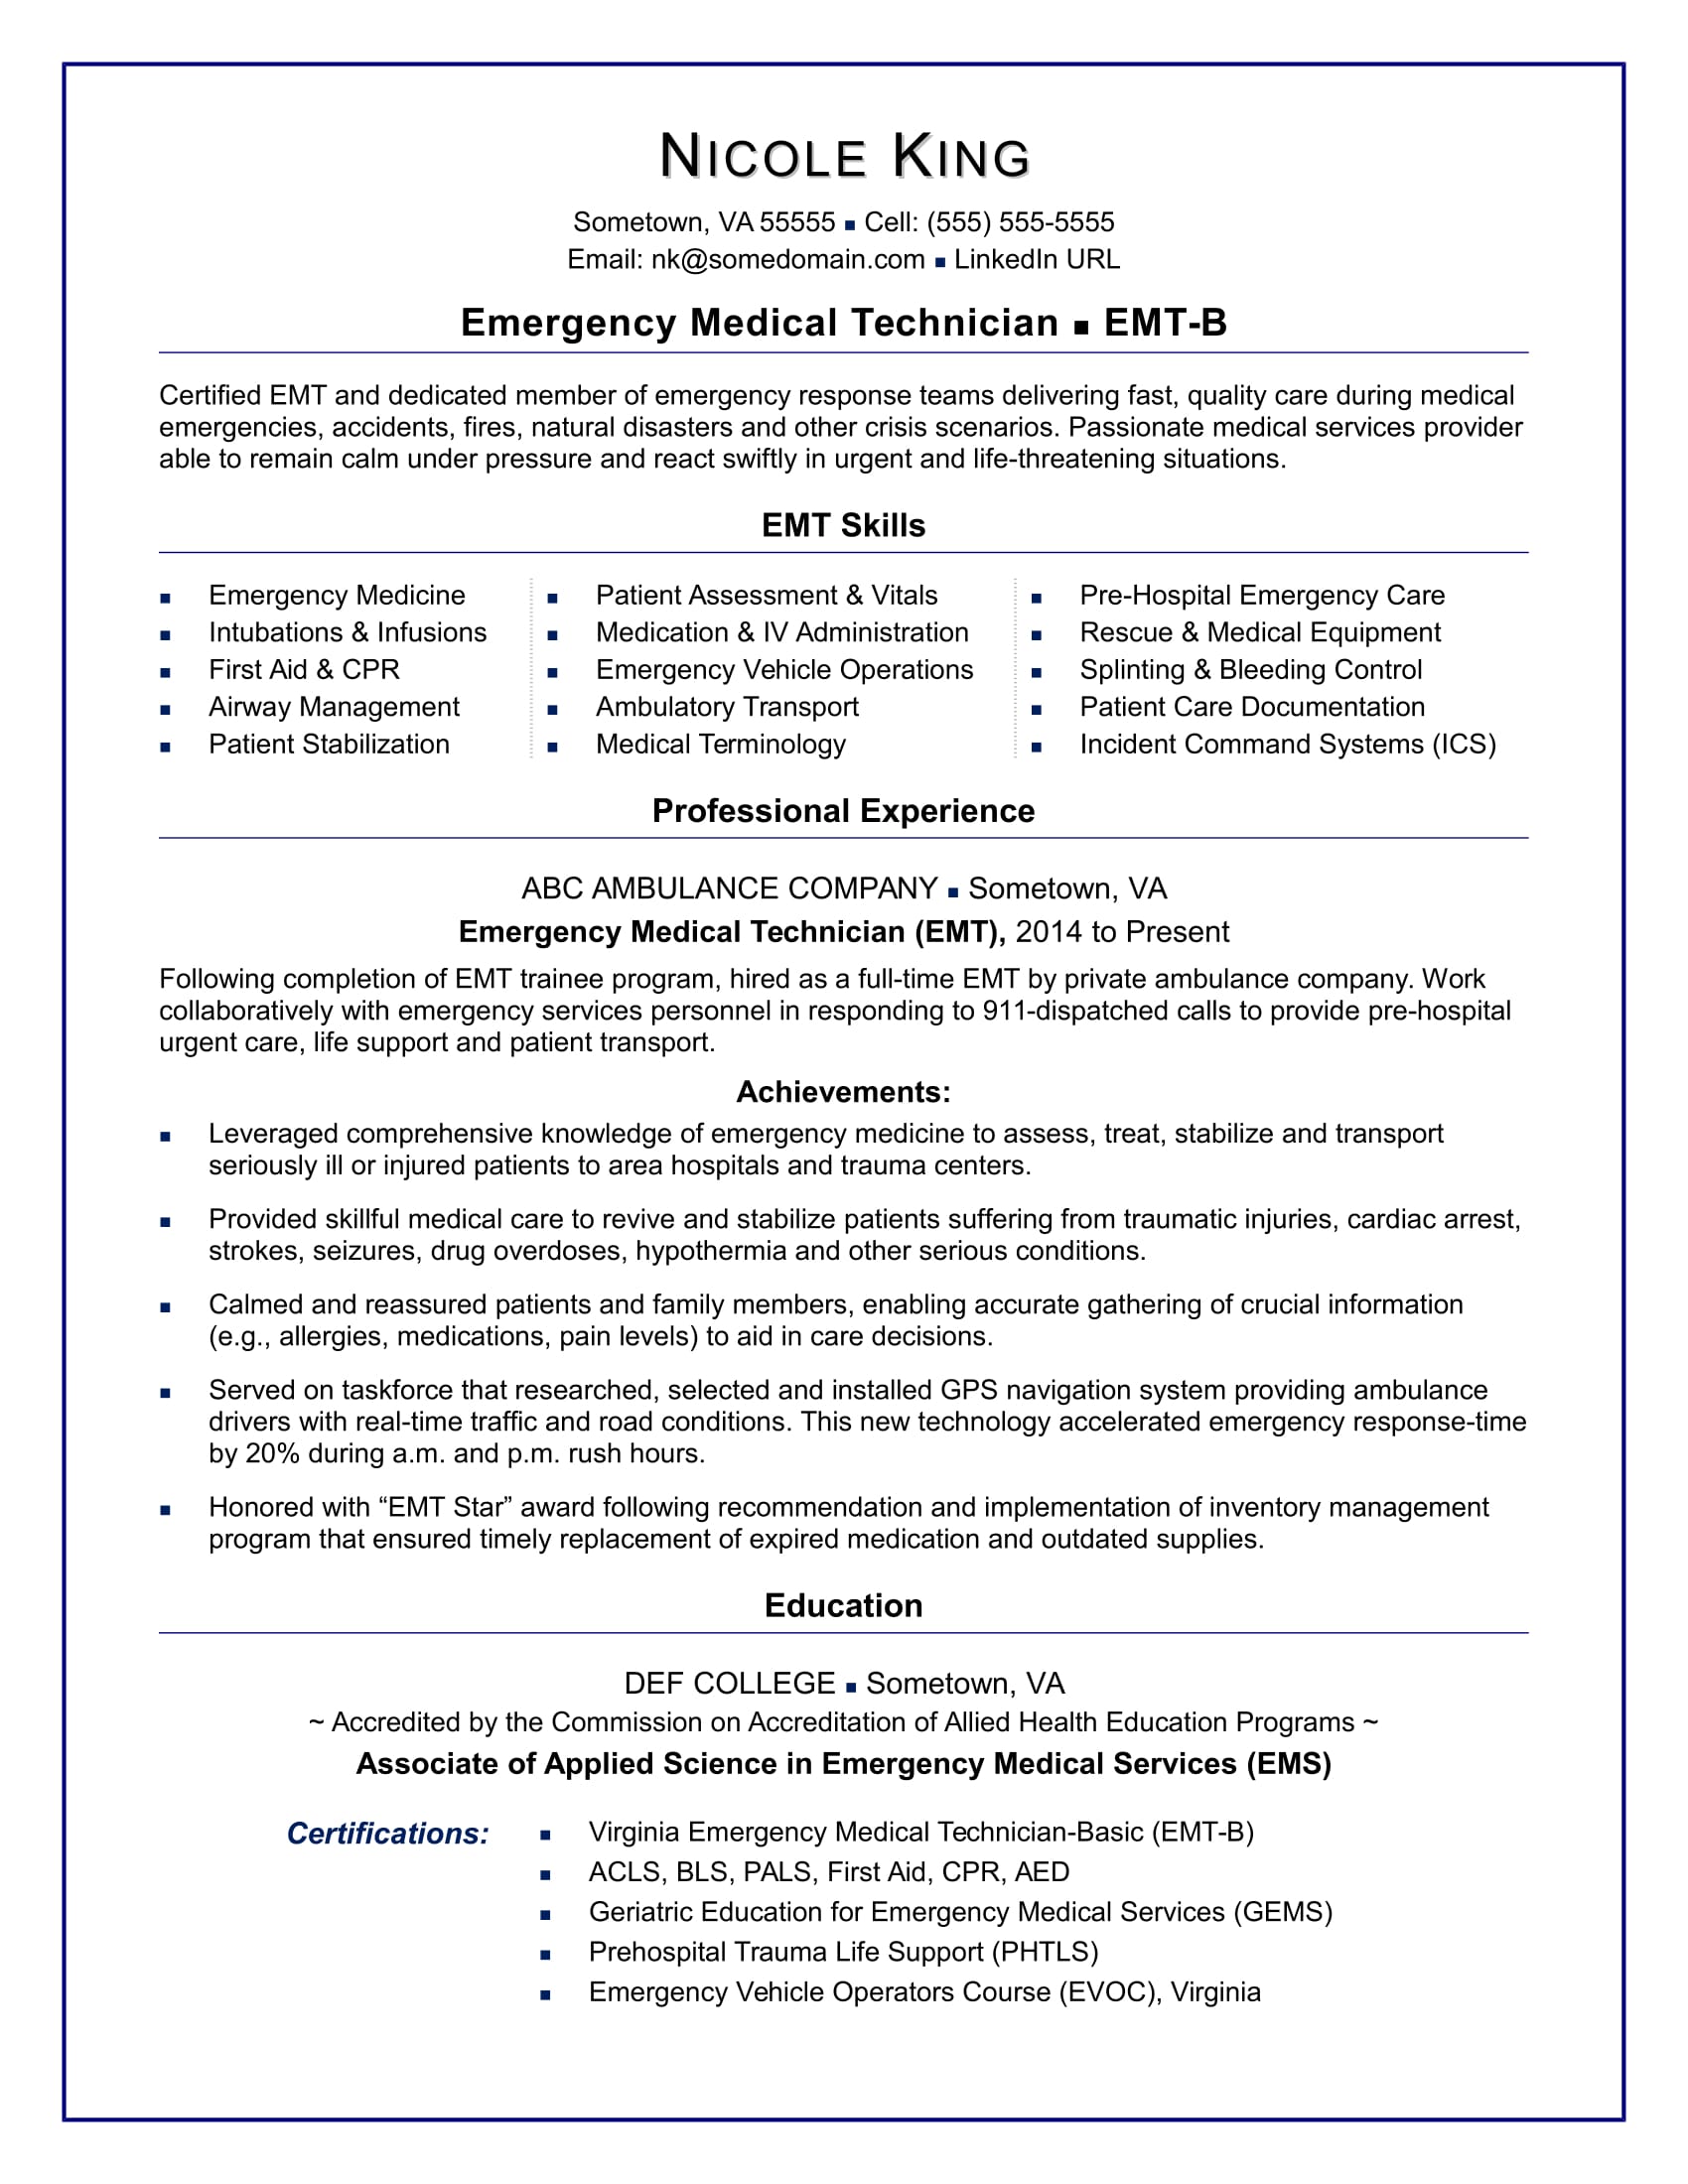 NICOLE KING
Sometown, VA 55555 ▪ Cell: (555) 555-5555
Email: nk@somedomain.com ▪ LinkedIn URL
Emergency Medical Technician ▪ EMT-B
Certified EMT and dedicated member of emergency response teams delivering fast, quality care during medical
emergencies, accidents, fires, natural disasters and other crisis scenarios. Passionate medical services provider
able to remain calm under pressure and react swiftly in urgent and life-threatening situations.
EMT Skills
▪ Emergency Medicine
▪ Intubations & Infusions
▪ First Aid & CPR
▪ Airway Management
▪ Patient Stabilization
▪ Patient Assessment & Vitals
▪ Medication & IV Administration
▪ Emergency Vehicle Operations
▪ Ambulatory Transport
▪ Medical Terminology
▪ Pre-Hospital Emergency Care
▪ Rescue & Medical Equipment
▪ Splinting & Bleeding Control
▪ Patient Care Documentation
▪ Incident Command Systems (ICS)
Professional Experience
ABC AMBULANCE COMPANY ▪ Sometown, VA
Emergency Medical Technician (EMT), 2014 to Present
Following completion of EMT trainee program, hired as a full-time EMT by private ambulance company. Work
collaboratively with emergency services personnel in responding to 911-dispatched calls to provide pre-hospital
urgent care, life support and patient transport.
Achievements:
▪ Leveraged comprehensive knowledge of emergency medicine to assess, treat, stabilize and transport
seriously ill or injured patients to area hospitals and trauma centers.
▪ Provided skillful medical care to revive and stabilize patients suffering from traumatic injuries, cardiac arrest,
strokes, seizures, drug overdoses, hypothermia and other serious conditions.
▪ Calmed and reassured patients and family members, enabling accurate gathering of crucial information
(e.g., allergies, medications, pain levels) to aid in care decisions.
▪ Served on taskforce that researched, selected and installed GPS navigation system providing ambulance
drivers with real-time traffic and road conditions. This new technology accelerated emergency response-time
by 20% during a.m. and p.m. rush hours.
▪ Honored with “EMT Star” award following recommendation and implementation of inventory management
program that ensured timely replacement of expired medication and outdated supplies.
Education
DEF COLLEGE ▪ Sometown, VA
~ Accredited by the Commission on Accreditation of Allied Health Education Programs ~
Associate of Applied Science in Emergency Medical Services (EMS)
Certifications:
▪ Virginia Emergency Medical Technician-Basic (EMT-B)
▪ ACLS, BLS, PALS, First Aid, CPR, AED
▪ Geriatric Education for Emergency Medical Services (GEMS)
▪ Prehospital Trauma Life Support (PHTLS)
▪ Emergency Vehicle Operators Course (EVOC), Virginia